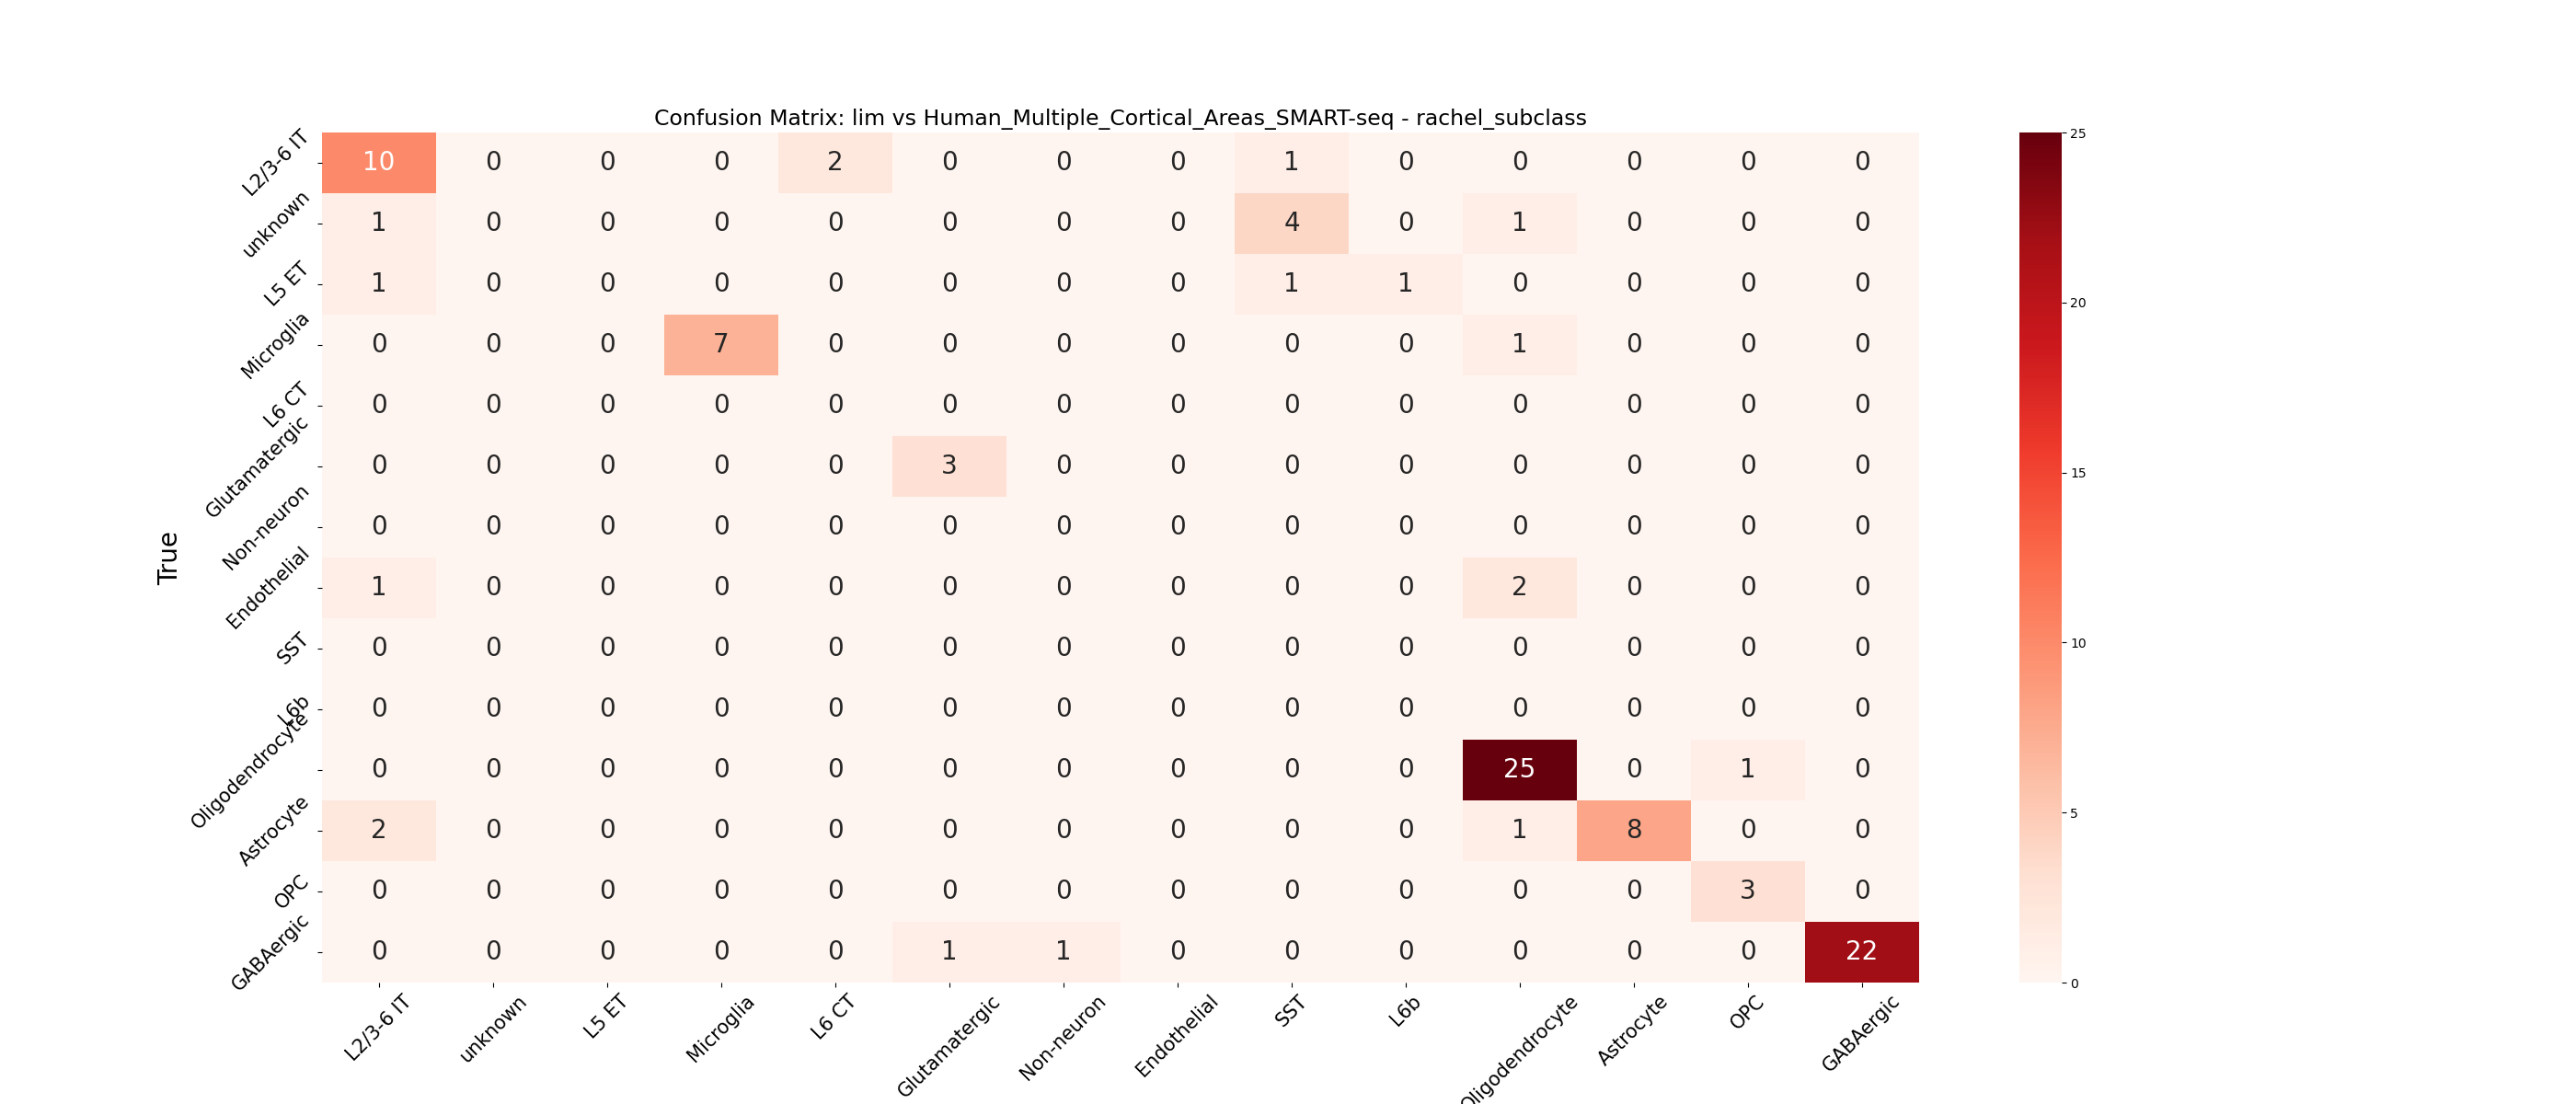 Confusion Matrix: lim vs Human_Multiple_Cortical_Areas_SMART-seq - rachel_subclass
True
L2/3-6 IT 10 0 0 0 2 0 0 0 1 0 0 0 0 0
unknown 1 0 0 0 0 0 0 0 4 0 1 0 0 0
L5 ET 1 0 0 0 0 0 0 0 1 1 0 0 0 0
Microglia 0 0 0 7 0 0 0 0 0 0 1 0 0 0
L6 CT 0 0 0 0 0 0 0 0 0 0 0 0 0 0
Glutamatergic 0 0 0 0 0 3 0 0 0 0 0 0 0 0
Non-neuron 0 0 0 0 0 0 0 0 0 0 0 0 0 0
Endothelial 1 0 0 0 0 0 0 0 0 0 2 0 0 0
SST 0 0 0 0 0 0 0 0 0 0 0 0 0 0
L6b 0 0 0 0 0 0 0 0 0 0 0 0 0 0
Oligodendrocyte 0 0 0 0 0 0 0 0 0 0 25 0 1 0
Astrocyte 2 0 0 0 0 0 0 0 0 0 1 8 0 0
OPC 0 0 0 0 0 0 0 0 0 0 0 0 3 0
GABAergic 0 0 0 0 0 1 1 0 0 0 0 0 0 22
L2/3-6 IT unknown L5 ET Microglia L6 CT Glutamatergic Non-neuron Endothelial SST L6b Oligodendrocyte Astrocyte OPC GABAergic
25
20
15
10
5
0